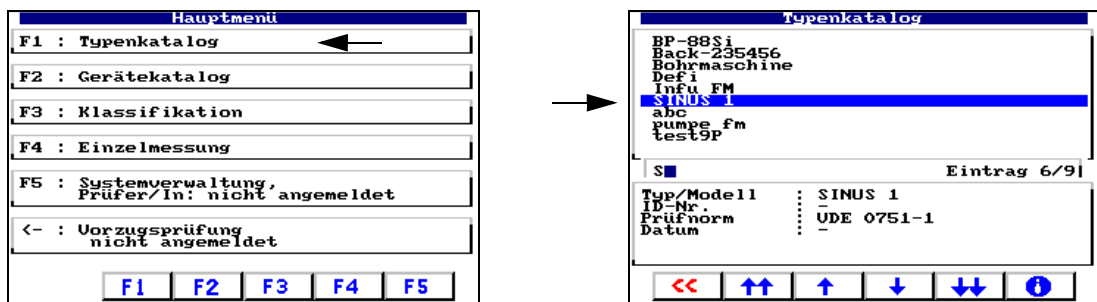 Hauptmenü
F1 : Typenkatalog
F2 : Gerätekatalog
F3 : Klassifikation
F4 : Einzelmessung
F5 : Systemverwaltung,
Prüfer/In: nicht angemeldet
<- : Vorzugsprüfung
nicht angemeldet
F1 F2 F3 F4 F5
Typenkatalog
BP-88Si
Back-235456
Bohrmaschine
Defi
Infu FM
SINUS 1
abc
pumpe fm
test9P
S Eintrag 6/9
Typ/Modell : SINUS 1
ID-Nr. : -
Prüfnorm : VDE 0751-1
Datum : -
<<